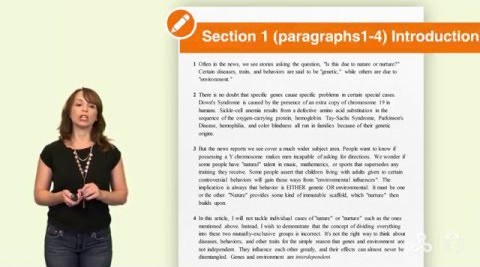 Section 1 (paragraphs1-4) Introduction
1 Often in the news, we see stories asking the question, "Is this due to nature or nurture?"
Certain diseases, traits, and behaviors are said to be "genetic," while others are due to
"environment."
2 There is no doubt that specific genes cause specific problems in certain special cases.
Down's Syndrome is caused by the presence of an extra copy of chromosome 19 in
humans. Sickle-cell anemia results from a defective amino acid substitution in the
sequence of the oxygen-carrying protein, hemoglobin. Tay-Sachs Syndrome, Parkinson's
Disease, hemophilia, and color blindness all run in families because of their genetic
origins.
3 But the news reports we see cover a much wider subject area. People want to know if
possessing a Y chromosome makes men incapable of asking for directions. We wonder if
some people have "natural" talent in music, mathematics, or sports that supersedes any
training they receive. Some people assert that children living with adults given to certain
controversial behaviors will gain those ways from "environmental influences". The
implication is always that behavior is EITHER genetic OR environmental. It must be one
or the other. "Nature" provides some kind of immutable scaffold, which "nurture" then
builds upon.
4 In this article, I will not tackle individual cases of "nature" or "nurture" such as the ones
mentioned above. Instead, I wish to demonstrate that the concept of dividing everything
into these two mutually-exclusive groups is incorrect. It's not the right way to think about
diseases, behaviors, and other traits for the simple reason that genes and environment are
not independent. They influence each other greatly, and their effects can almost never be
disentangled. Genes and environment are interdependent